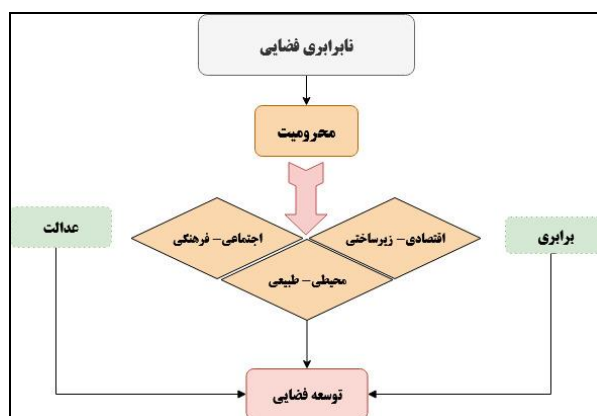 نابرابری فضایی
محرومیت
برابری
اقتصادی- زیرساختی
اجتماعی- فرهنگی
عدالت
محیطی- طبیعی
توسعه فضایی